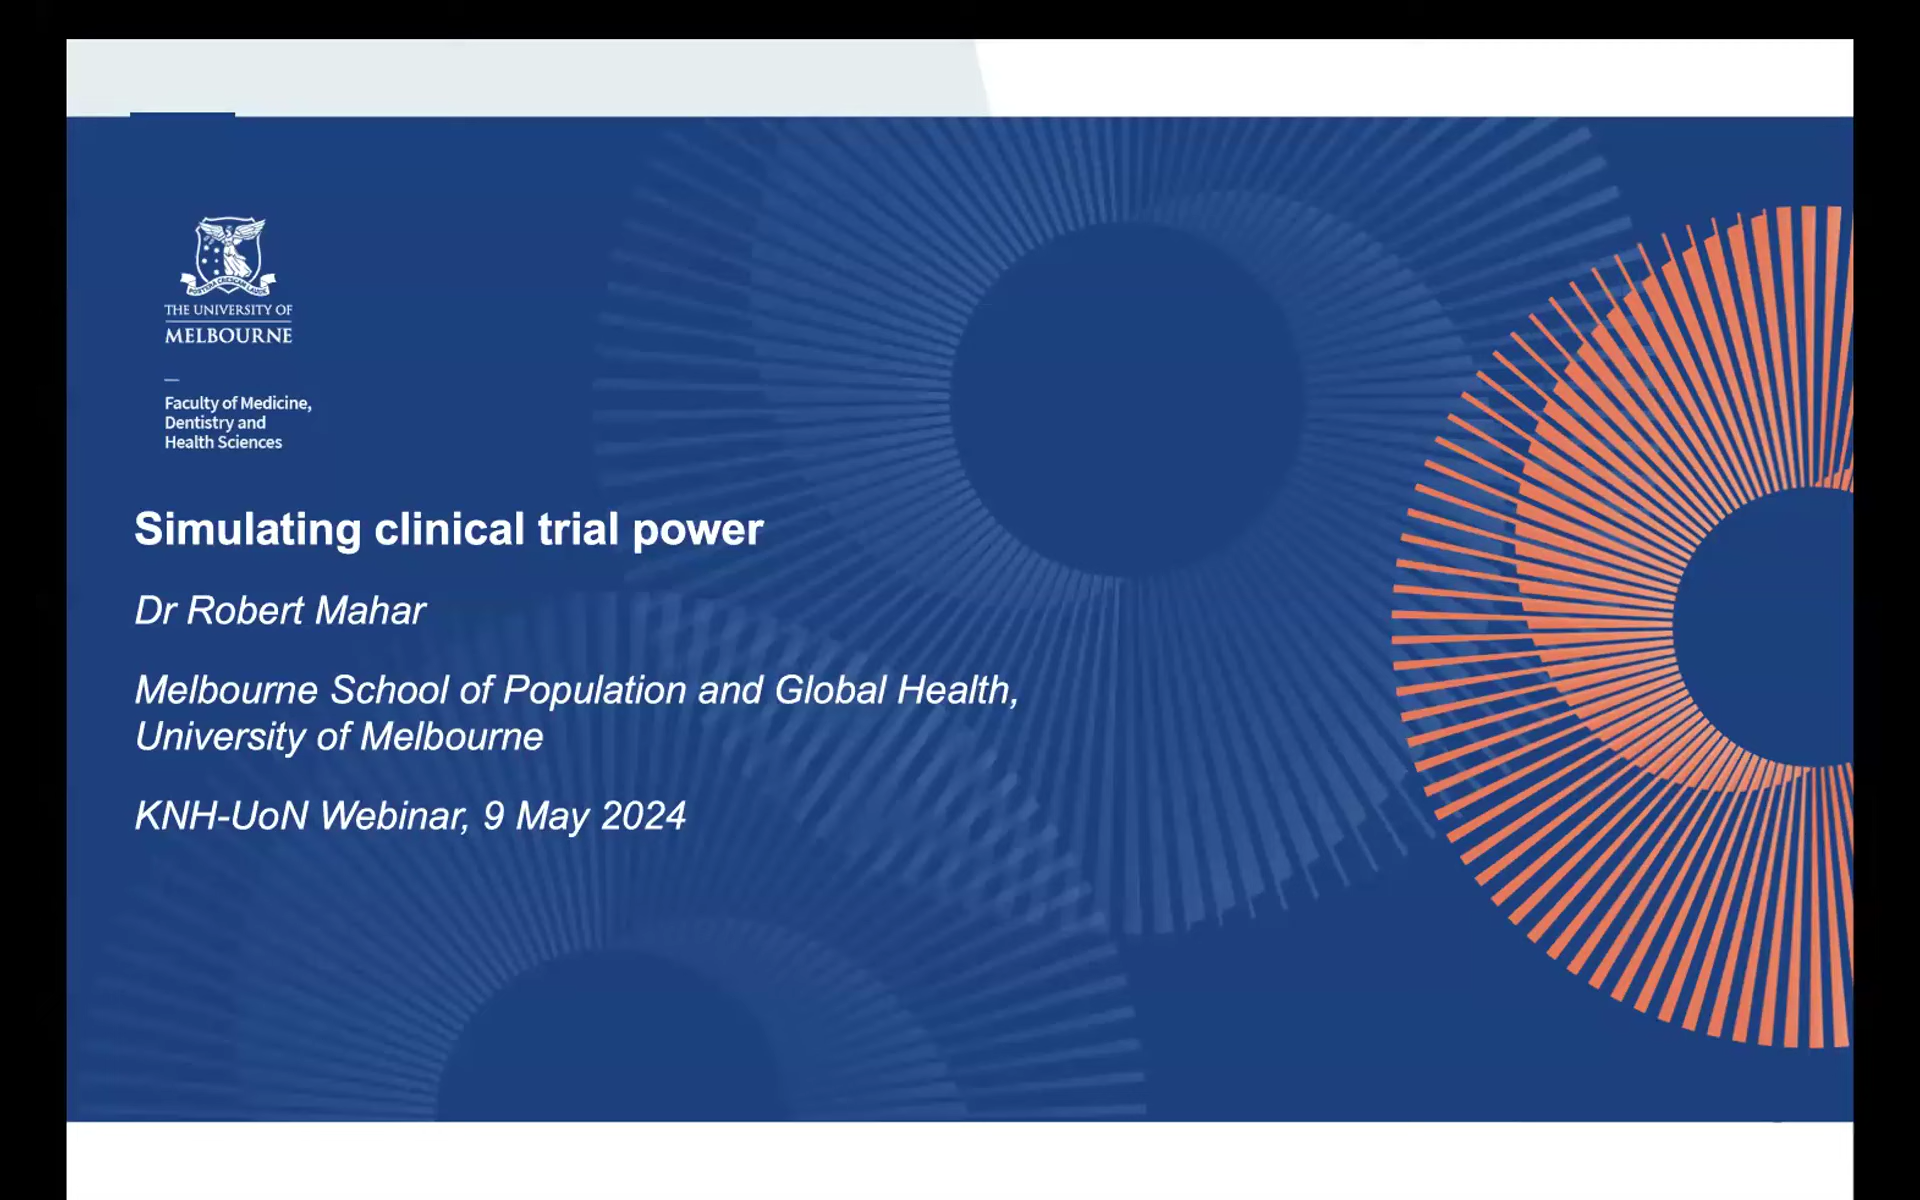 THE UNIVERSITY OF
MELBOURNE
Faculty of Medicine,
Dentistry and
Health Sciences
Simulating clinical trial power
Dr Robert Mahar
Melbourne School of Population and Global Health,
University of Melbourne
KNH-UoN Webinar, 9 May 2024